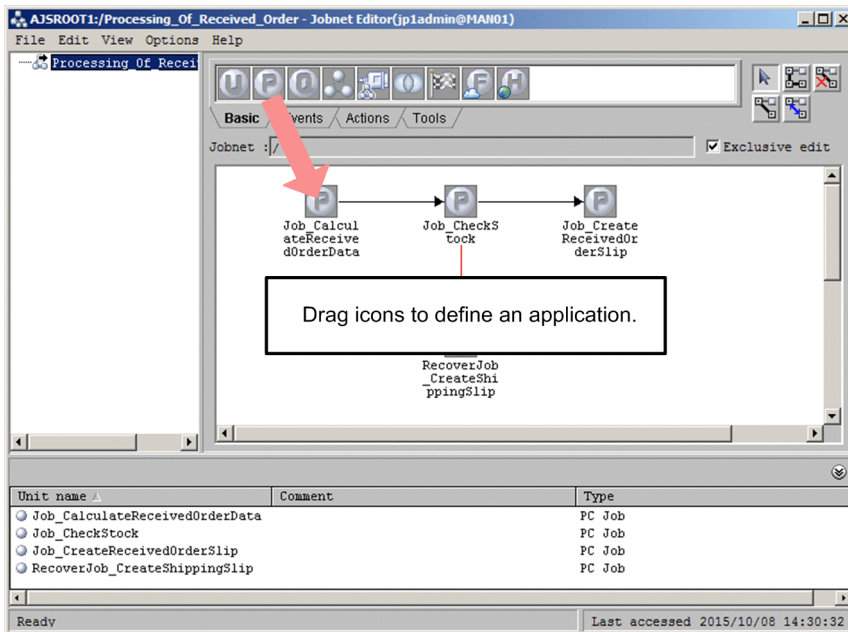 AJSROOT1:/Processing_Of_Received_Order - Jobnet Editor(jp1admin@MAN01)
File Edit View Options Help
Processing_Of_Recei
U P Q F H
Basic Events Actions Tools
Jobnet : /
Exclusive edit
P P P
Job_Calcul
ateReceive
dOrderData
Job_CheckS
tock
Job_Create
ReceivedOr
derSlip
Drag icons to define an application.
RecoverJob
_CreateShi
ppingSlip
Unit name Comment Type
Job_CalculateReceivedOrderData PC Job
Job_CheckStock PC Job
Job_CreateReceivedOrderSlip PC Job
RecoverJob_CreateShippingSlip PC Job
Ready Last accessed 2015/10/08 14:30:32